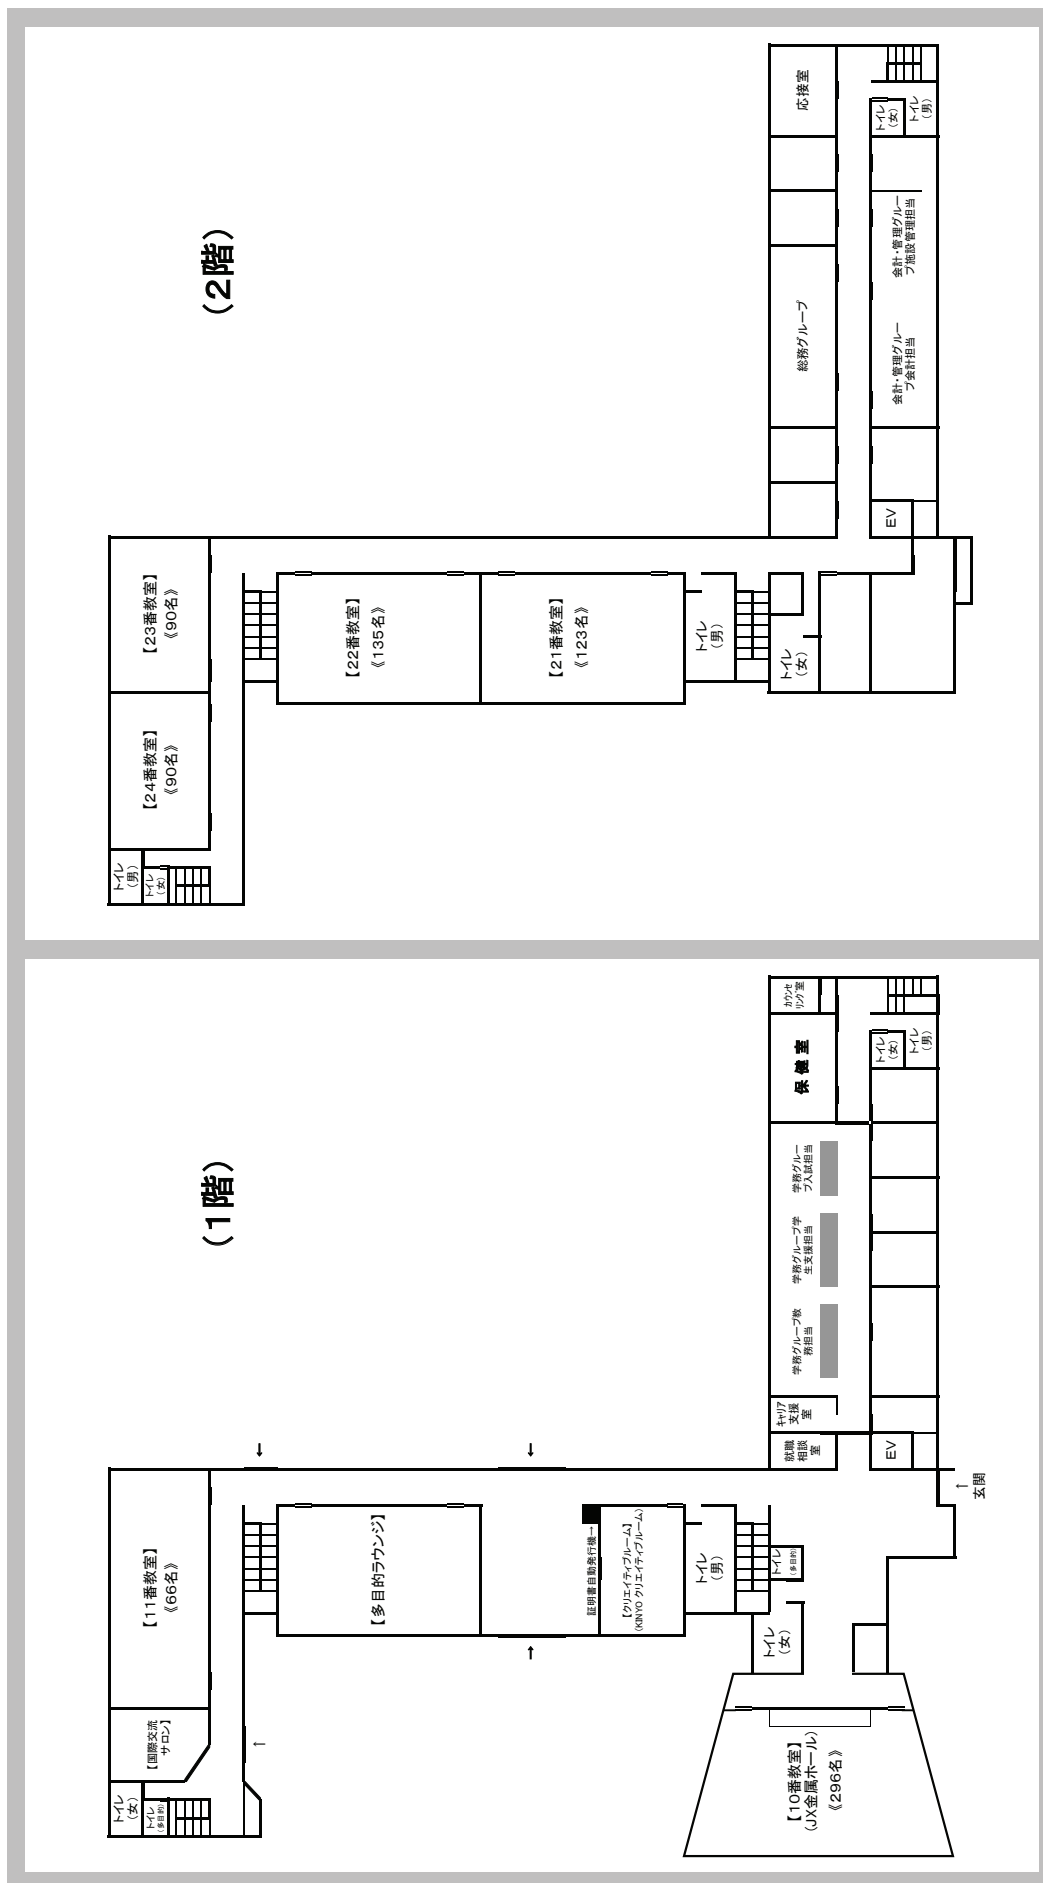 （2階）
応接室
トイレ
（女）
トイレ
（男）
会計・管理グルー
プ施設管理担当
総務グループ
会計・管理グルー
プ会計担当
EV
【23番教室】
《90名》
【22番教室】
《135名》
【21番教室】
《123名》
トイレ
（男）
トイレ
（女）
【24番教室】
《90名》
トイレ
（男）
トイレ
（女）
（1階）
カウンセ
リング室
保健室
トイレ
（女）
トイレ
（男）
学務グルー
プ入試担当
学務グループ学
生支援担当
学務グループ教
務担当
キャリア
支援
室
就職
相談
室
EV
→
玄関
←
←
【11番教室】
《66名》
【多目的ラウンジ】
証明書自動発行機→
【クリエイティブルーム】
（KINYO クリエイティブルーム）
トイレ
（男）
トイレ
（多目的）
トイレ
（女）
→
【国際交流
サロン】
→
トイレ
（女）
トイレ
（多目的）
【10番教室】
（JX金属ホール）
《296名》